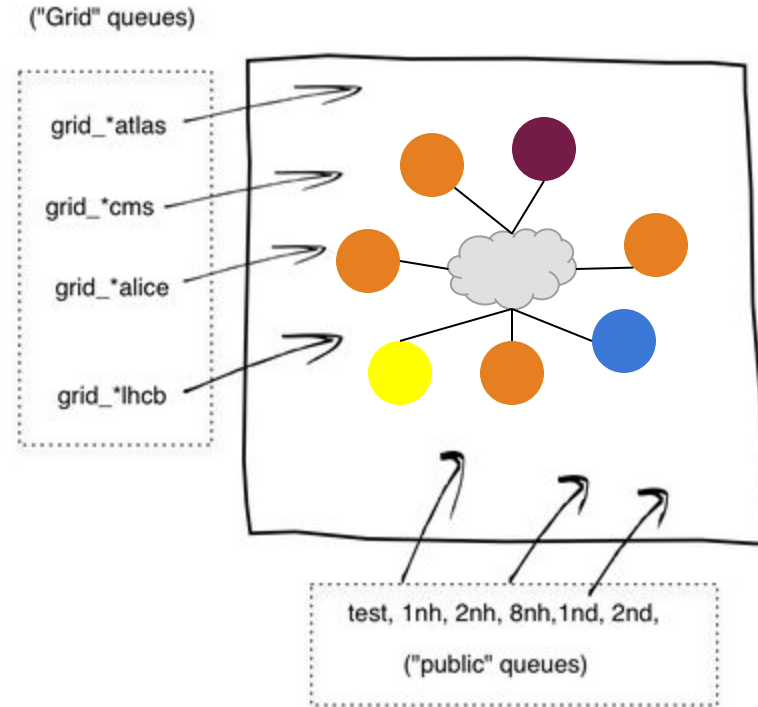 ("Grid" queues)
grid_*atlas
grid_*cms
grid_*alice
grid_*lhcb
test, 1nh, 2nh, 8nh,1nd, 2nd,
("public" queues)